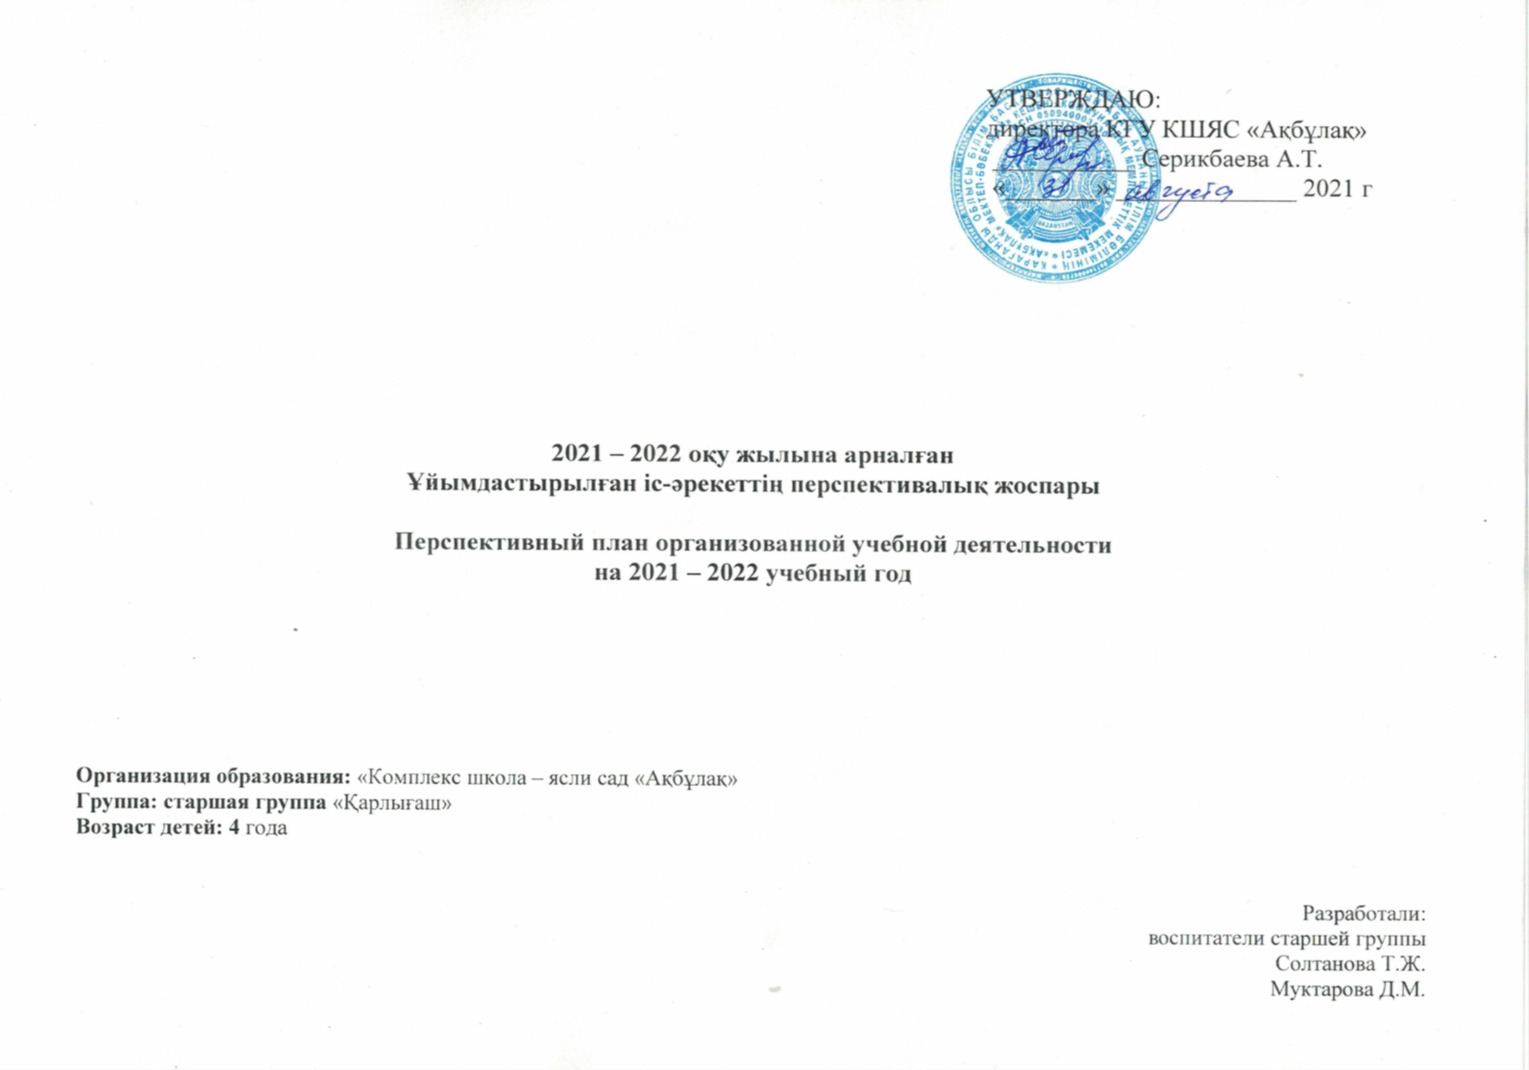 УТВЕРЖДАЮ:
директора КГУ КШЯС «Ақбұлақ»
Серикбаева А.Т.
«31» августа 2021 г
2021 – 2022 оқу жылына арналған
Ұйымдастырылған іс-әрекеттің перспективалық жоспары
Перспективный план организованной учебной деятельности
на 2021 – 2022 учебный год
Организация образования: «Комплекс школа – ясли сад «Ақбұлақ»
Группа: старшая группа «Қарлығаш»
Возраст детей: 4 года
Разработали:
воспитатели старшей группы
Солтанова Т.Ж.
Муктарова Д.М.